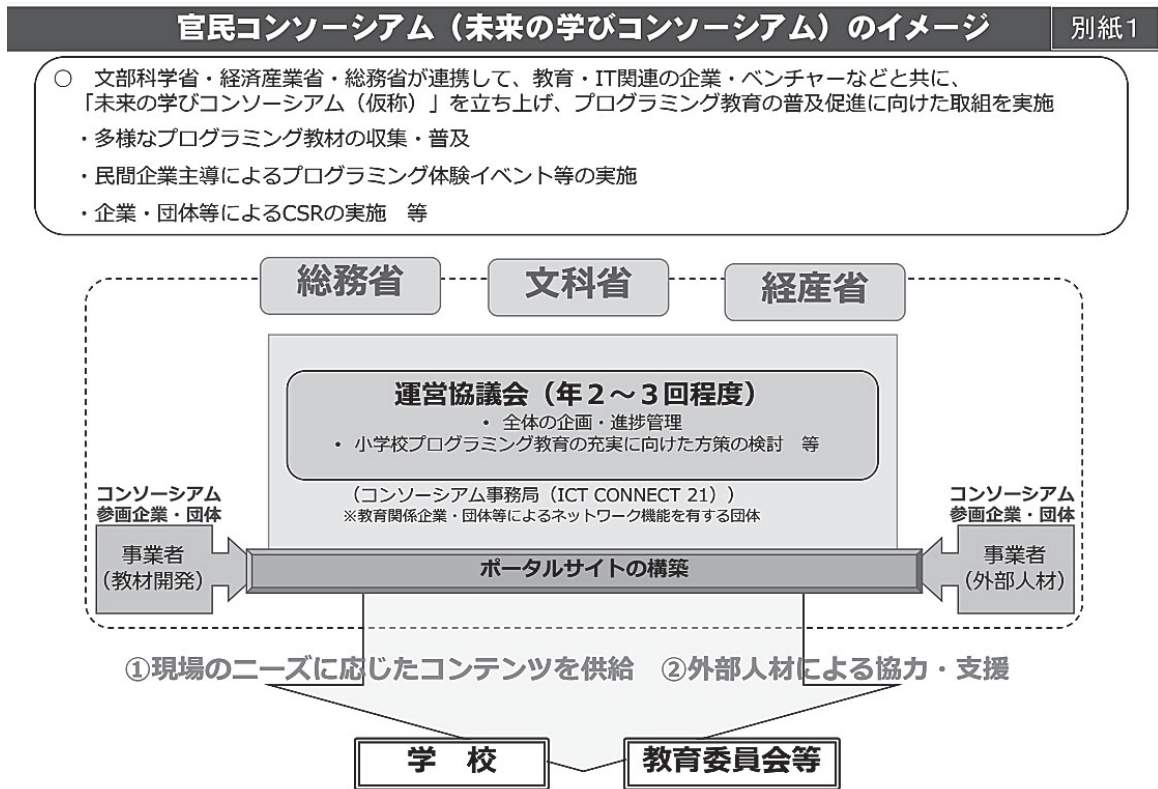 官民コンソーシアム（未来の学びコンソーシアム）のイメージ
別紙1
○　文部科学省・経済産業省・総務省が連携して、教育・IT関連の企業・ベンチャーなどと共に、
「未来の学びコンソーシアム（仮称）」を立ち上げ、プログラミング教育の普及促進に向けた取組を実施
・多様なプログラミング教材の収集・普及
・民間企業主導によるプログラミング体験イベント等の実施
・企業・団体等によるCSRの実施　等
総務省
文科省
経産省
運営協議会（年２～３回程度）
• 全体の企画・進捗管理
• 小学校プログラミング教育の充実に向けた方策の検討　等
（コンソーシアム事務局（ICT CONNECT 21））
※教育関係企業・団体等によるネットワーク機能を有する団体
コンソーシアム
参画企業・団体
事業者
（教材開発）
ポータルサイトの構築
コンソーシアム
参画企業・団体
事業者
（外部人材）
①現場のニーズに応じたコンテンツを供給
②外部人材による協力・支援
学　校
教育委員会等